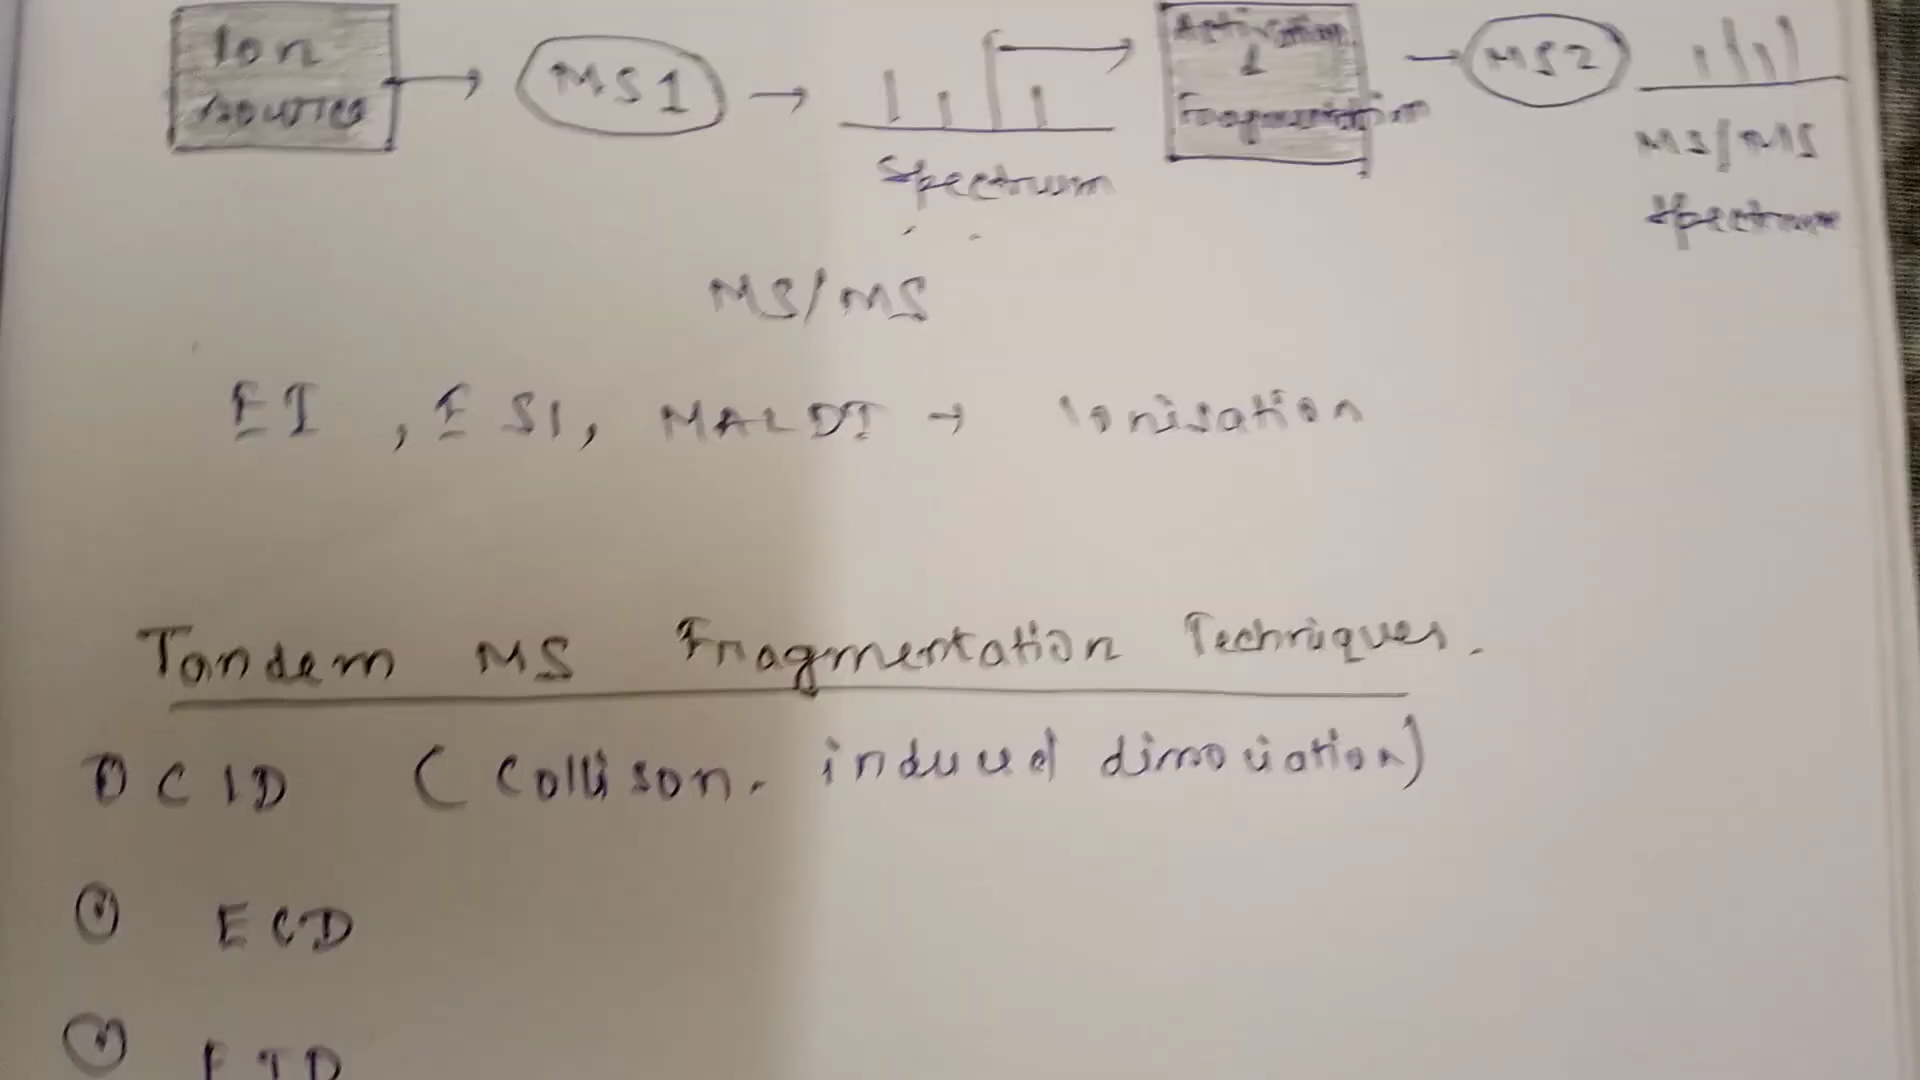 Ion source
MS1
Spectrum
Activation & Fragmentation
MS2
MS/MS
Spectrum
MS/MS
EI, ESI, MALDI → Ionisation
Tandem MS Fragmentation Techniques.
① CID (Collison. induced dissociation)
ECD
ETD